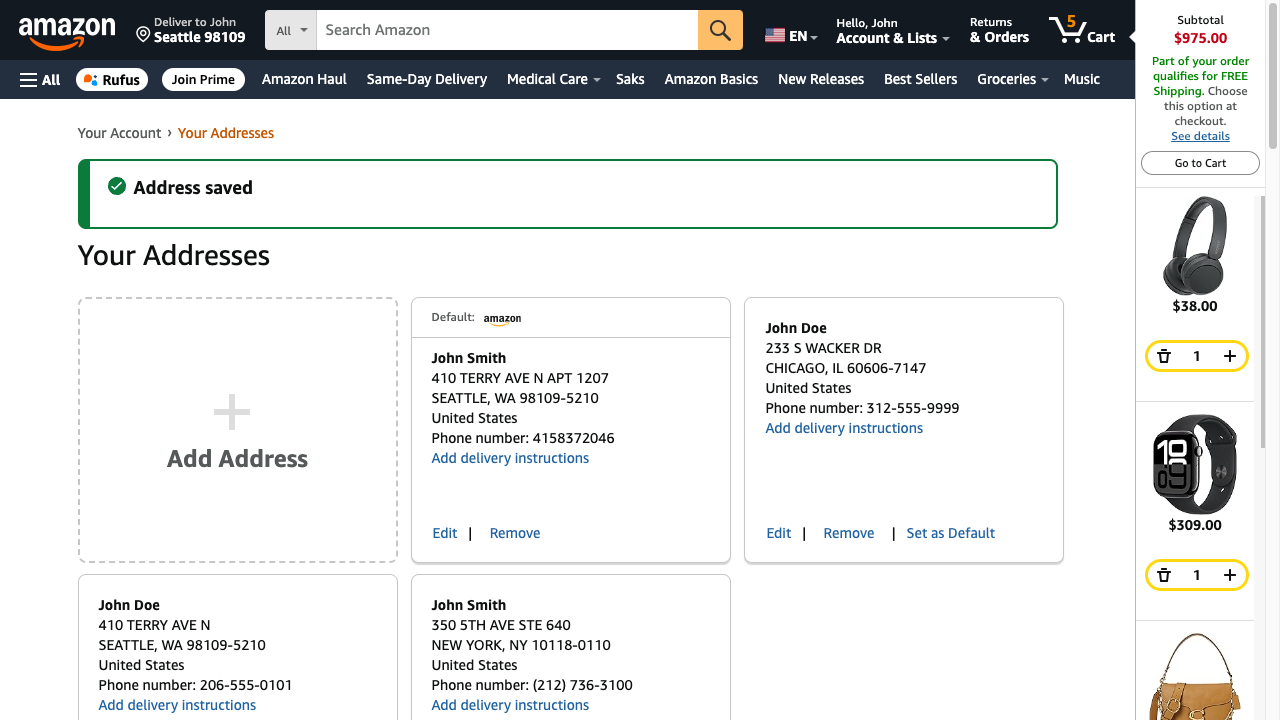 amazon
Deliver to John
Seattle 98109
All
Search Amazon
EN
Hello, John
Account & Lists
Returns
& Orders
5
Cart
All
Rufus
Join Prime
Amazon Haul
Same-Day Delivery
Medical Care
Saks
Amazon Basics
New Releases
Best Sellers
Groceries
Music
Subtotal
$975.00
Part of your order
qualifies for FREE
Shipping. Choose
this option at
checkout.
See details
Go to Cart
$38.00
1
10
09
$309.00
1
Your Account › Your Addresses
Address saved
Your Addresses
Add Address
Default: amazon
John Smith
410 TERRY AVE N APT 1207
SEATTLE, WA 98109-5210
United States
Phone number: 4158372046
Add delivery instructions
Edit | Remove
John Doe
233 S WACKER DR
CHICAGO, IL 60606-7147
United States
Phone number: 312-555-9999
Add delivery instructions
Edit | Remove | Set as Default
John Doe
410 TERRY AVE N
SEATTLE, WA 98109-5210
United States
Phone number: 206-555-0101
Add delivery instructions
John Smith
350 5TH AVE STE 640
NEW YORK, NY 10118-0110
United States
Phone number: (212) 736-3100
Add delivery instructions